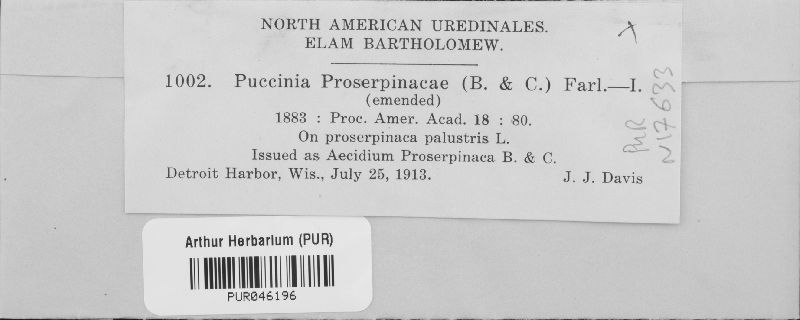 NORTH AMERICAN UREDINALES.
ELAM BARTHOLOMEW.
1002. Puccinia Proserpinacae (B. & C.) Farl.—I.
(emended)
1883 : Proc. Amer. Acad. 18 : 80.
On proserpinaca palustris L.
Issued as Aecidium Proserpinaca B. & C.
Detroit Harbor, Wis., July 25, 1913. J. J. Davis
PUR
N17633
Arthur Herbarium (PUR)
PUR046196